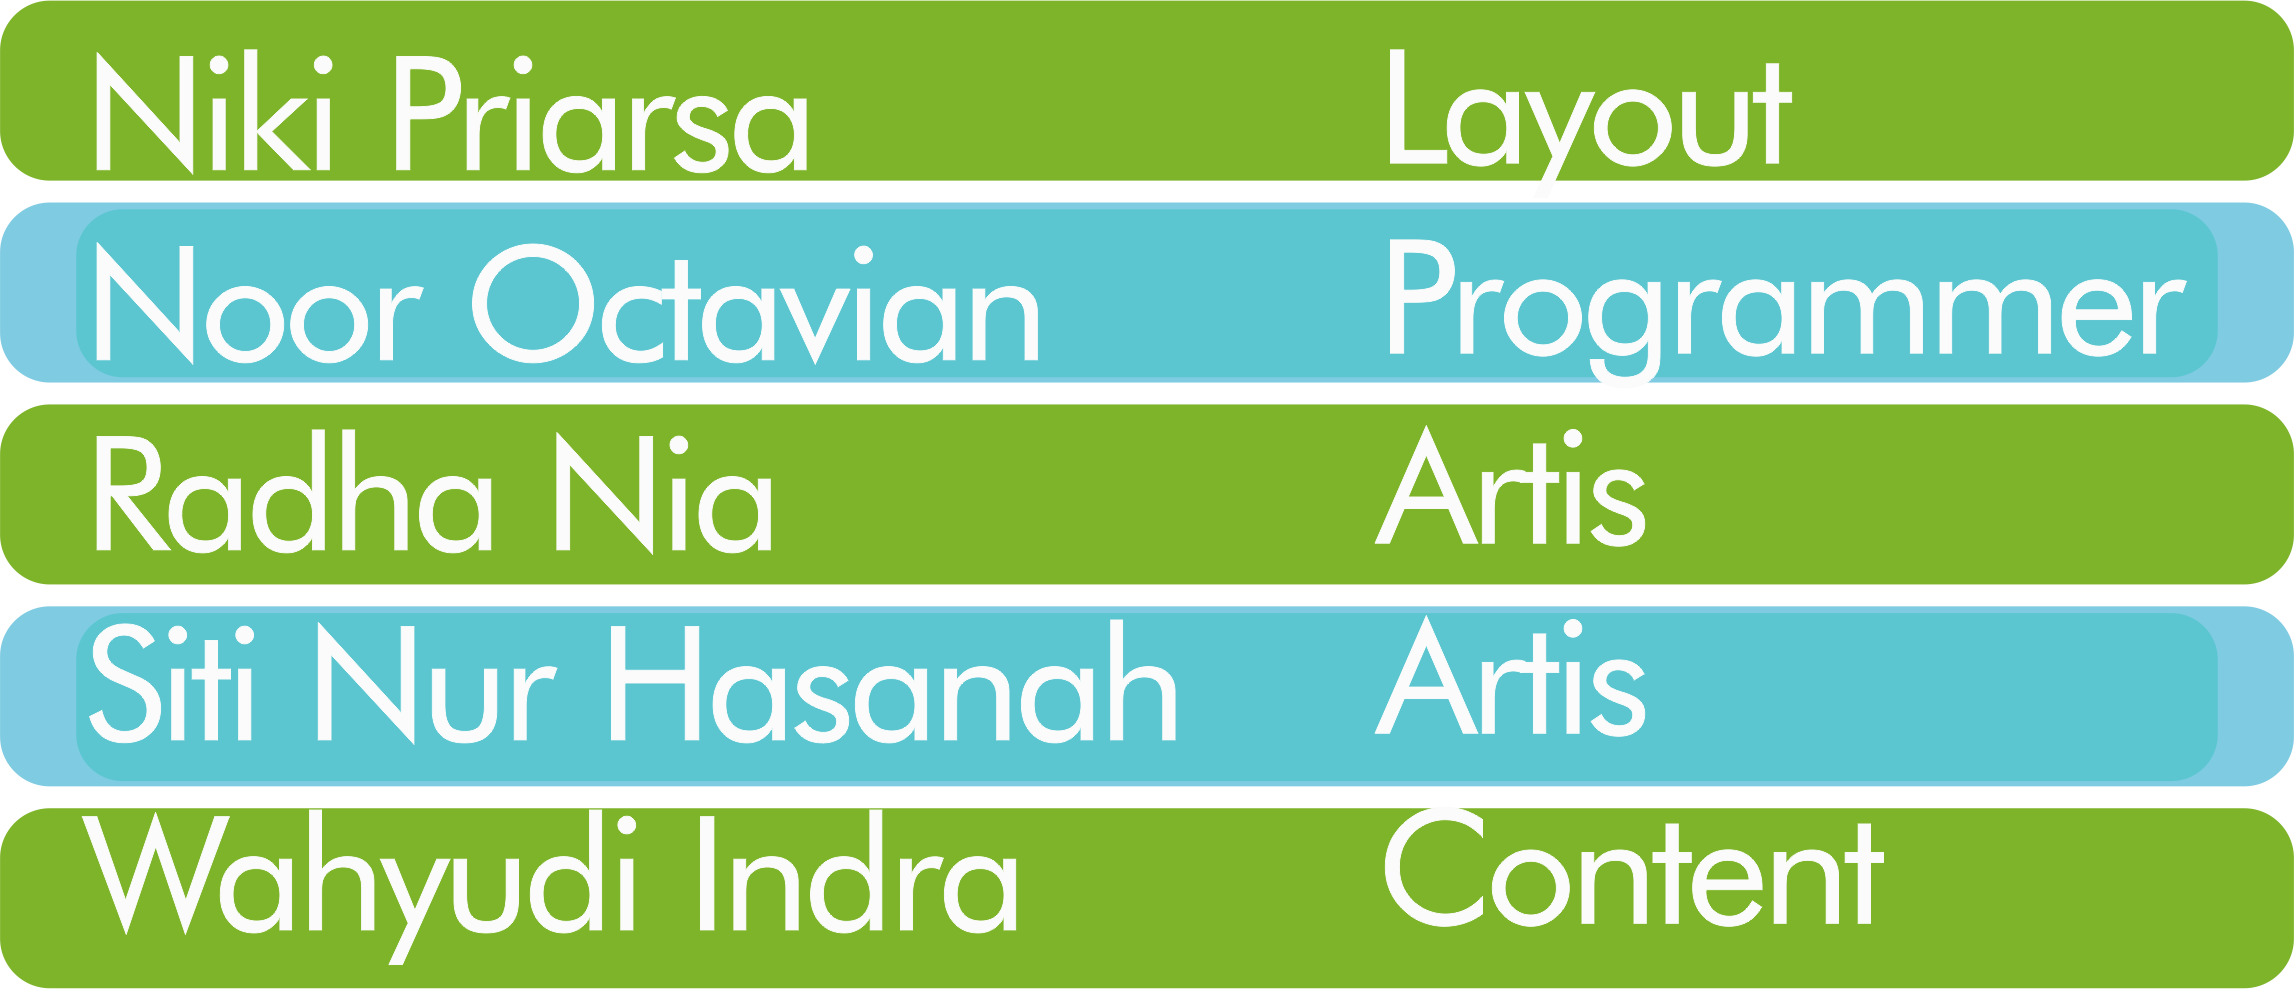 Niki Priarsa Layout
Noor Octavian Programmer
Radha Nia Artis
Siti Nur Hasanah Artis
Wahyudi Indra Content